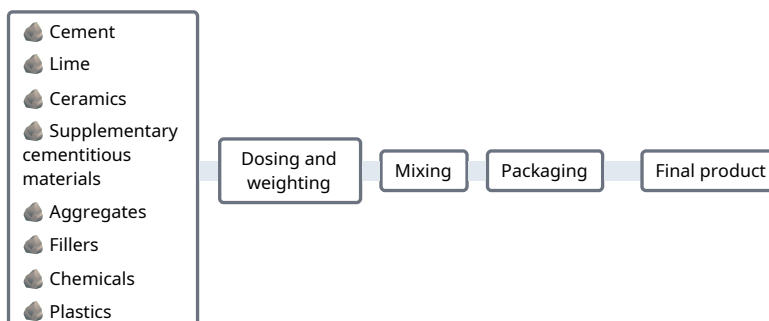 Cement
Lime
Ceramics
Supplementary
cementitious
materials
Aggregates
Fillers
Chemicals
Plastics
Dosing and
weighting
Mixing
Packaging
Final product